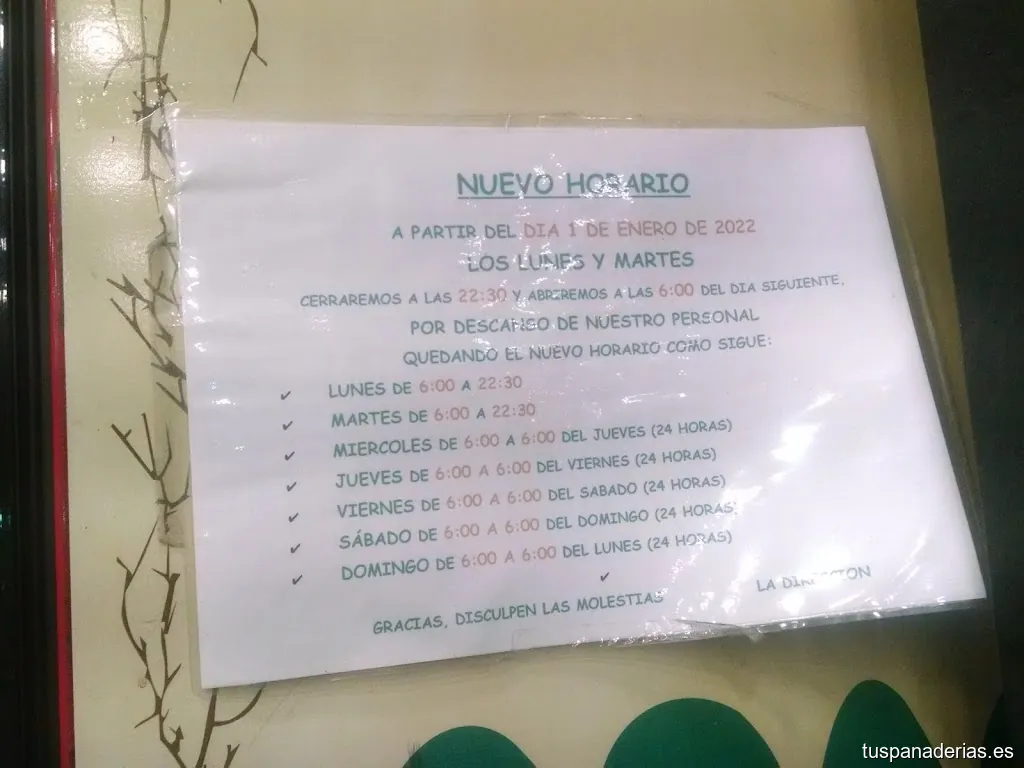 NUEVO HORARIO
A PARTIR DEL DIA 1 DE ENERO DE 2022
LOS LUNES Y MARTES
CERRAREMOS A LAS 22:30 Y ABRIREMOS A LAS 6:00 DEL DIA SIGUIENTE,
POR DESCANSO DE NUESTRO PERSONAL
QUEDANDO EL NUEVO HORARIO COMO SIGUE:
✓ LUNES DE 6:00 A 22:30
✓ MARTES DE 6:00 A 22:30
✓ MIERCOLES DE 6:00 A 6:00 DEL JUEVES (24 HORAS)
✓ JUEVES DE 6:00 A 6:00 DEL VIERNES (24 HORAS)
✓ VIERNES DE 6:00 A 6:00 DEL SABADO (24 HORAS)
✓ SÁBADO DE 6:00 A 6:00 DEL DOMINGO (24 HORAS)
✓ DOMINGO DE 6:00 A 6:00 DEL LUNES (24 HORAS)
✓
GRACIAS, DISCULPEN LAS MOLESTIAS LA DIRECCION
tuspanaderias.es